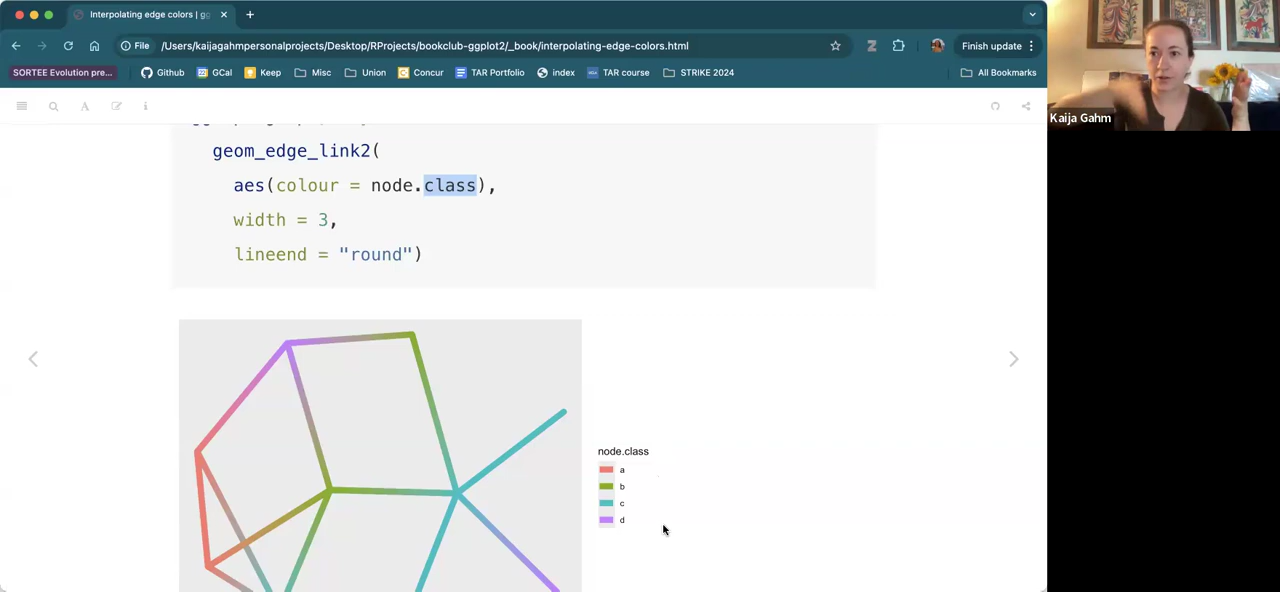 Interpolating edge colors | gg
File
/Users/kaijagahmpersonalprojects/Desktop/RProjects/bookclub-ggplot2/_book/interpolating-edge-colors.html
Finish update
SORTEE Evolution pre...
Github
GCal
Keep
Misc
Union
Concur
TAR Portfolio
index
TAR course
STRIKE 2024
All Bookmarks
geom_edge_link2(
aes(colour = node.class),
width = 3,
lineend = "round")
node.class
a
b
c
d
Kaija Gahm